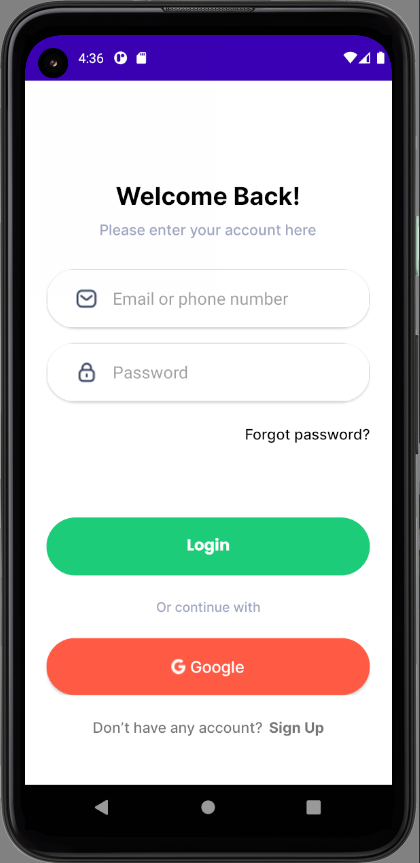 4:36
Welcome Back!
Please enter your account here
Email or phone number
Password
Forgot password?
Login
Or continue with
G Google
Don't have any account? Sign Up